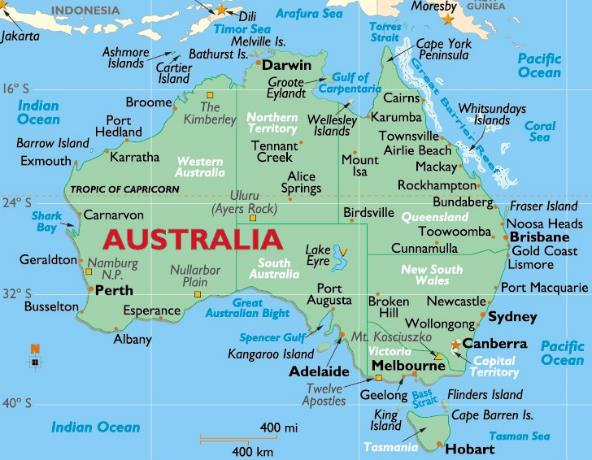 INDONESIA
Jakarta
Dili
Timor Sea
Arafura Sea
Moresby
GUINEA
Torres
Strait
Cape York
Peninsula
Pacific
Ocean
Ashmore
Islands
Cartier
Island
Bathurst Is.
Melville Is.
Darwin
Groote
Eylandt
Gulf of
Carpentaria
Wellesley
Islands
Great Barrier Reef
16° S
Indian
Ocean
Broome
The
Kimberley
Northern
Territory
Cairns
Karumba
Whitsundays
Islands
Coral
Sea
Port
Hedland
Barrow Island
Exmouth
Karratha
Western
Australia
Tennant
Creek
Mount
Isa
Townsville
Airlie Beach
Mackay
Rockhampton
TROPIC OF CAPRICORN
Alice
Springs
Uluru
(Ayers Rock)
24° S
Shark
Bay
Carnarvon
AUSTRALIA
Birdsville
Queensland
Bundaberg
Fraser Island
Noosa Heads
Toowoomba
Brisbane
Cunnamulla
Gold Coast
Lismore
Geraldton
Namburg
N.P.
Nullarbor
Plain
South
Australia
Lake
Eyre
New South
Wales
32° S
Perth
Busselton
Esperance
Albany
Great
Australian Bight
Port
Augusta
Broken
Hill
Port Macquarie
Newcastle
Sydney
Wollongong
Spencer Gulf
Kangaroo Island
Mt. Kosciuszko
Victoria
Canberra
Capital
Territory
Pacific
Ocean
N
Adelaide
Melbourne
Twelve
Apostles
Geelong
Bass
Strait
Flinders Island
King
Island
Cape Barren Is.
40° S
Indian Ocean
400 mi
400 km
Tasmania
Tasman Sea
Hobart